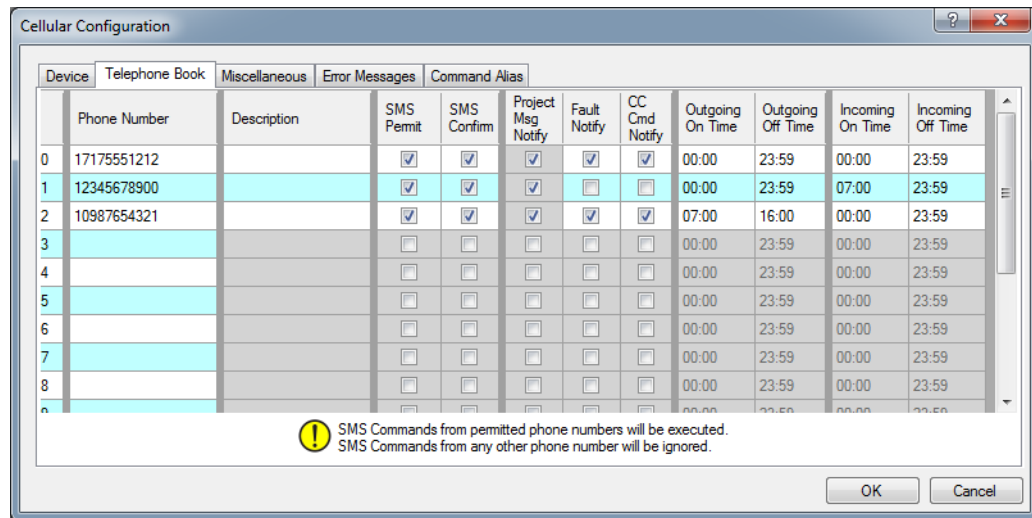 Cellular Configuration
Device Telephone Book Miscellaneous Error Messages Command Alias
Phone Number Description SMS Permit SMS Confirm Project Msg Notify Fault Notify CC Cmd Notify Outgoing On Time Outgoing Off Time Incoming On Time Incoming Off Time
0 17175551212 00:00 23:59 00:00 23:59
1 12345678900 00:00 23:59 07:00 23:59
2 10987654321 07:00 16:00 00:00 23:59
3 00:00 23:59 00:00 23:59
4 00:00 23:59 00:00 23:59
5 00:00 23:59 00:00 23:59
6 00:00 23:59 00:00 23:59
7 00:00 23:59 00:00 23:59
8 00:00 23:59 00:00 23:59
SMS Commands from permitted phone numbers will be executed.
SMS Commands from any other phone number will be ignored.
OK Cancel